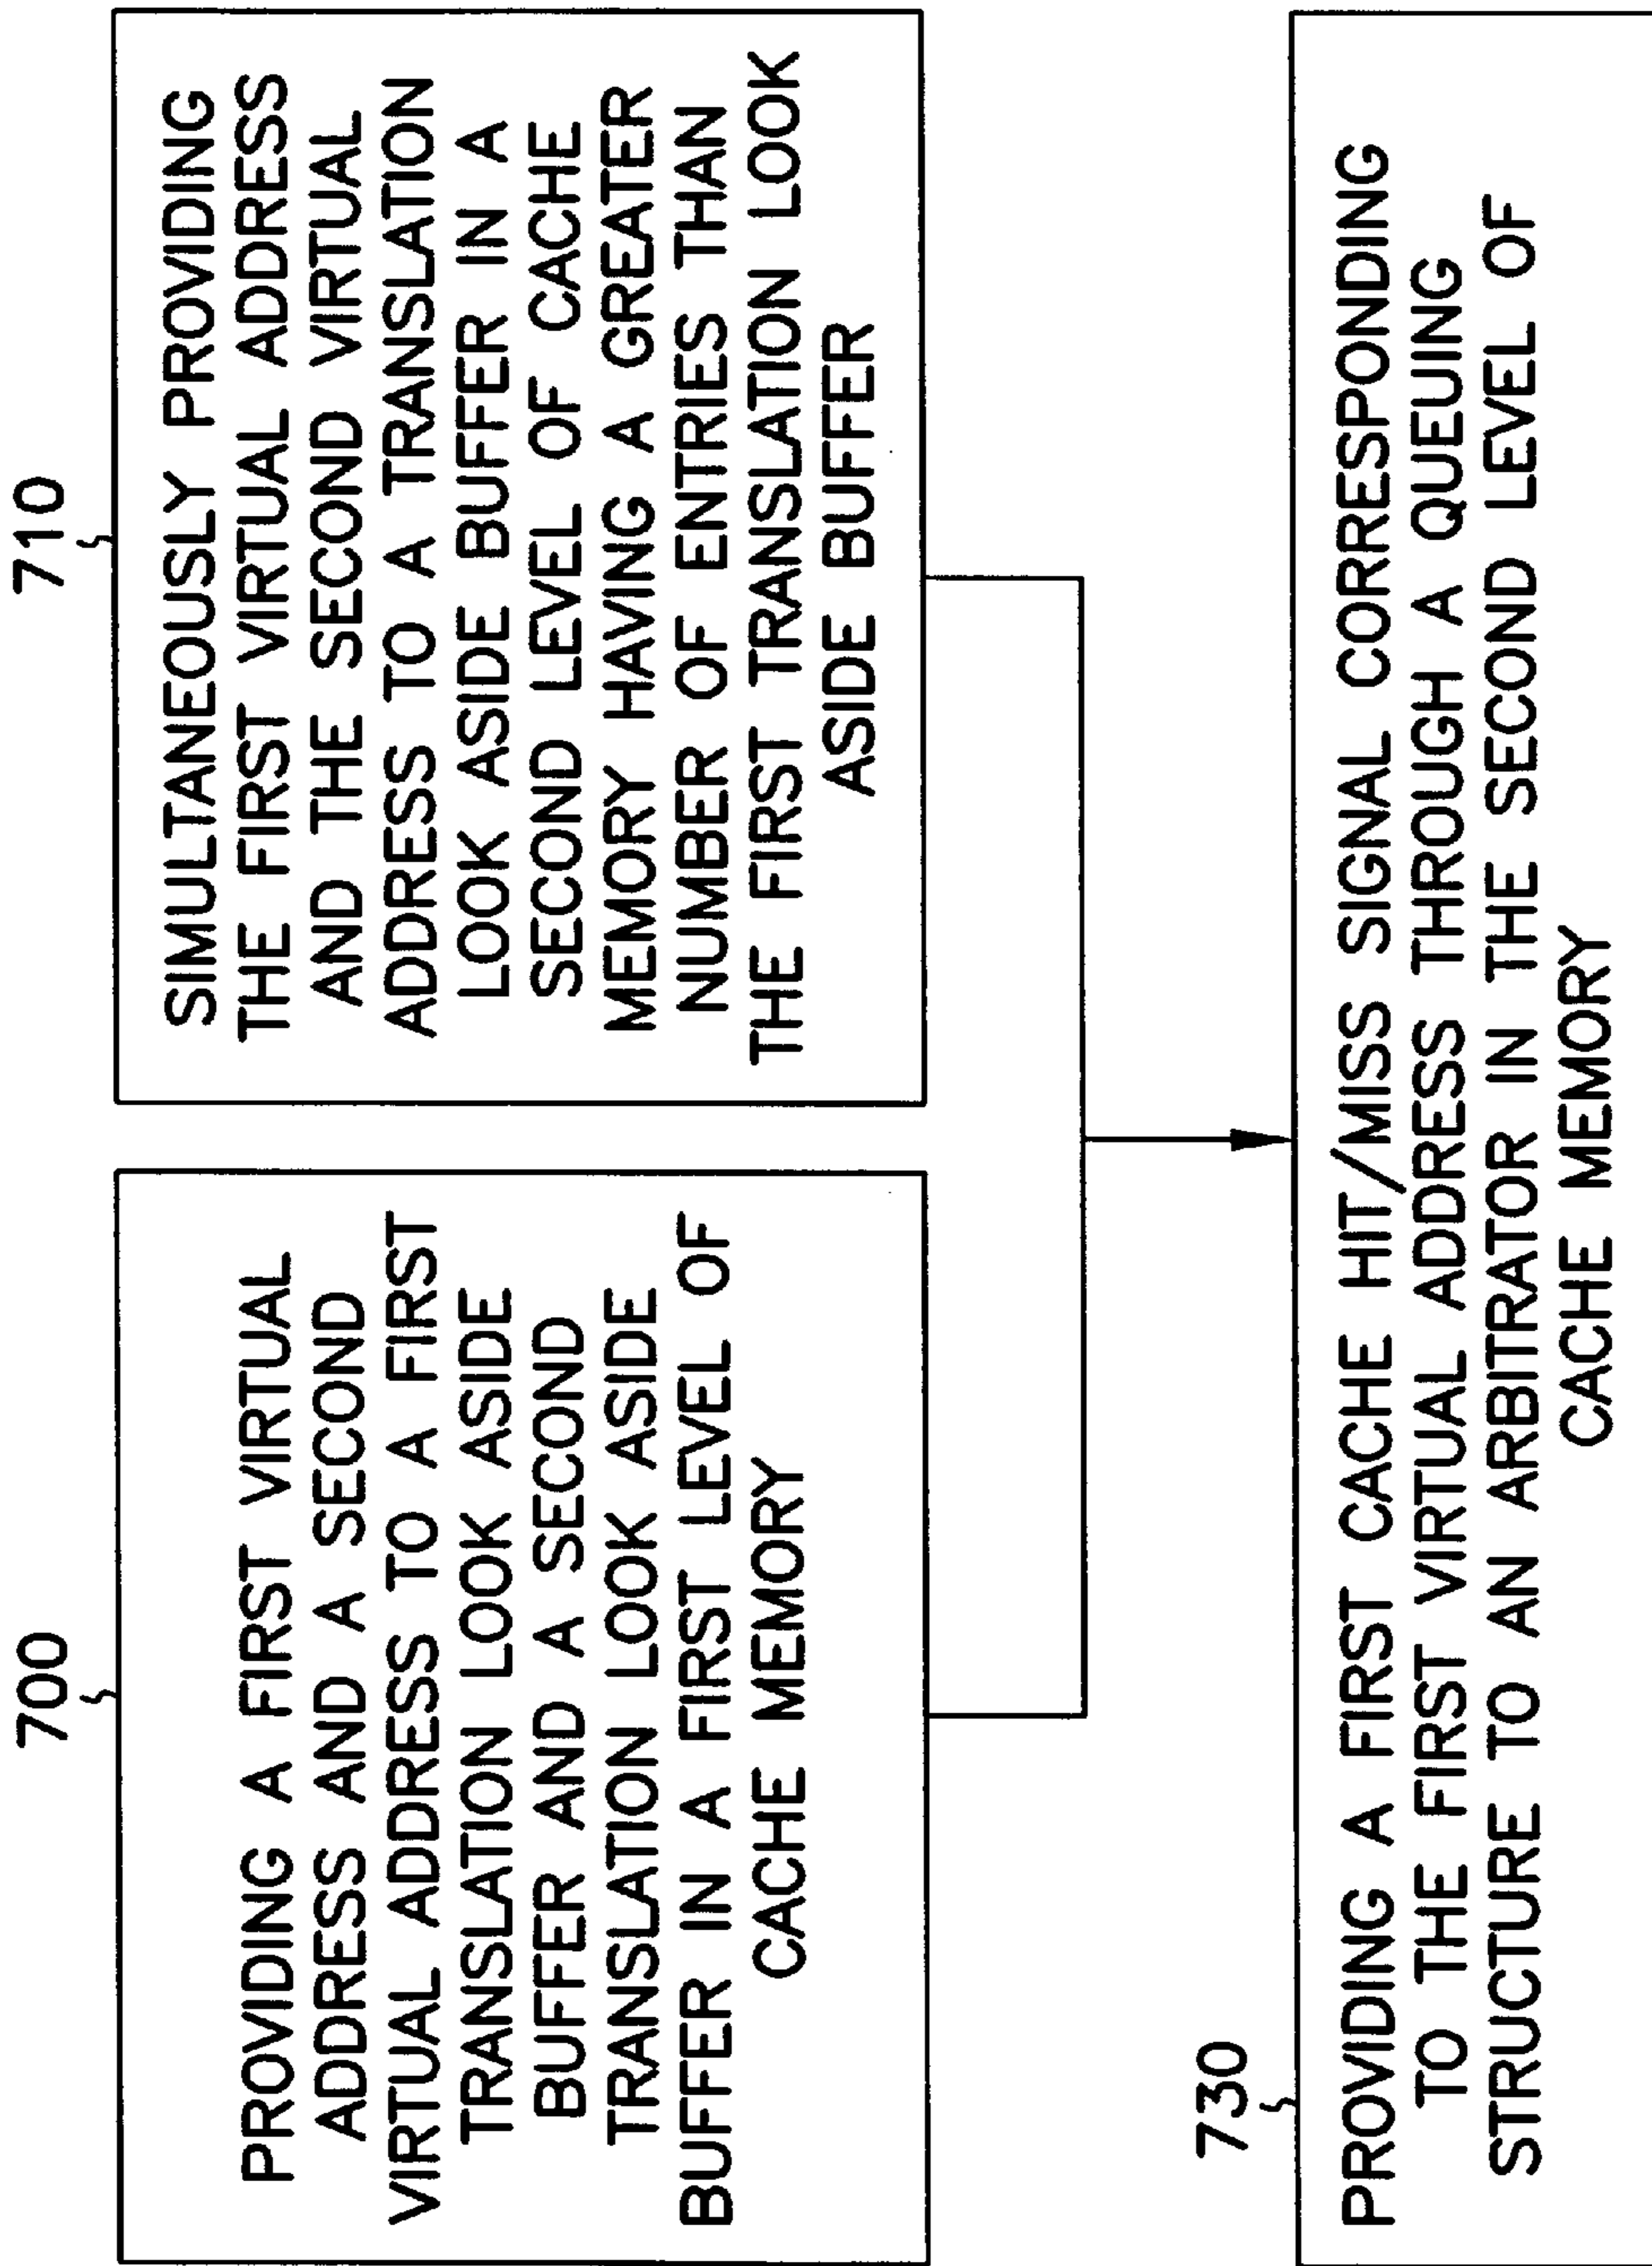 700
PROVIDING A FIRST VIRTUAL
ADDRESS AND A SECOND
VIRTUAL ADDRESS TO A FIRST
TRANSLATION LOOK ASIDE
BUFFER AND A SECOND
TRANSLATION LOOK ASIDE
BUFFER IN A FIRST LEVEL OF
CACHE MEMORY
710
SIMULTANEOUSLY PROVIDING
THE FIRST VIRTUAL ADDRESS
AND THE SECOND VIRTUAL
ADDRESS TO A TRANSLATION
LOOK ASIDE BUFFER IN A
SECOND LEVEL OF CACHE
MEMORY HAVING A GREATER
NUMBER OF ENTRIES THAN
THE FIRST TRANSLATION LOOK
ASIDE BUFFER
730
PROVIDING A FIRST CACHE HIT/MISS SIGNAL CORRESPONDING
TO THE FIRST VIRTUAL ADDRESS THROUGH A QUEUING
STRUCTURE TO AN ARBITRATOR IN THE SECOND LEVEL OF
CACHE MEMORY